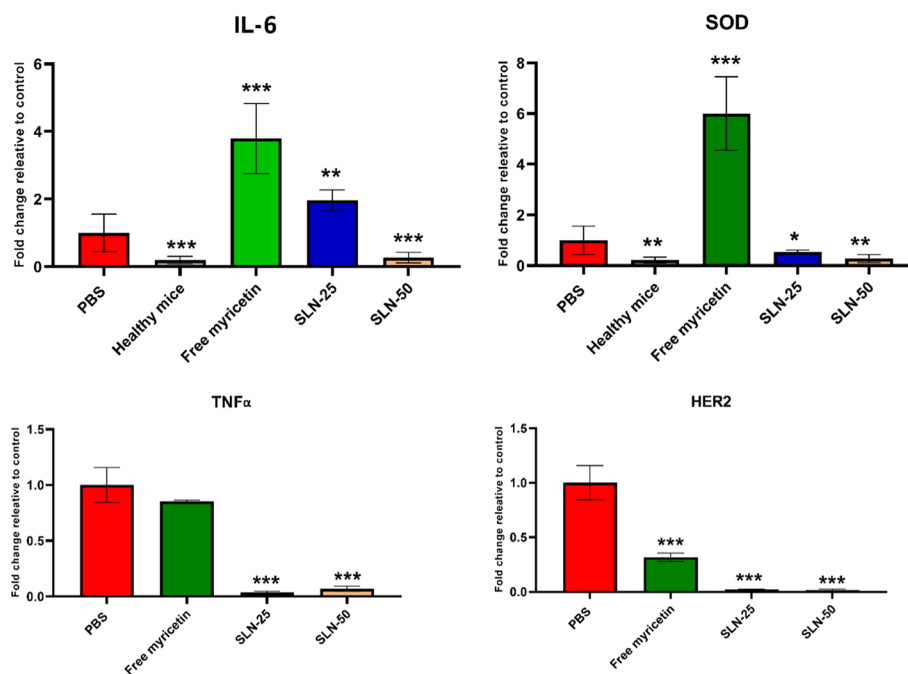 IL-6
Fold change releative to control
6
4
2
0
***
***
**
***
PBS
Healthy mice
Free myricetin
SLN-25
SLN-50
SOD
Fold change releative to control
8
6
4
2
0
**
***
*
**
PBS
Healthy mice
Free myricetin
SLN-25
SLN-50
TNFα
Fold change releative to control
1.5
1.0
0.5
0.0
***
***
PBS
Free myricetin
SLN-25
SLN-50
HER2
Fold change releative to control
1.5
1.0
0.5
0.0
***
***
***
PBS
Free myricetin
SLN-25
SLN-50